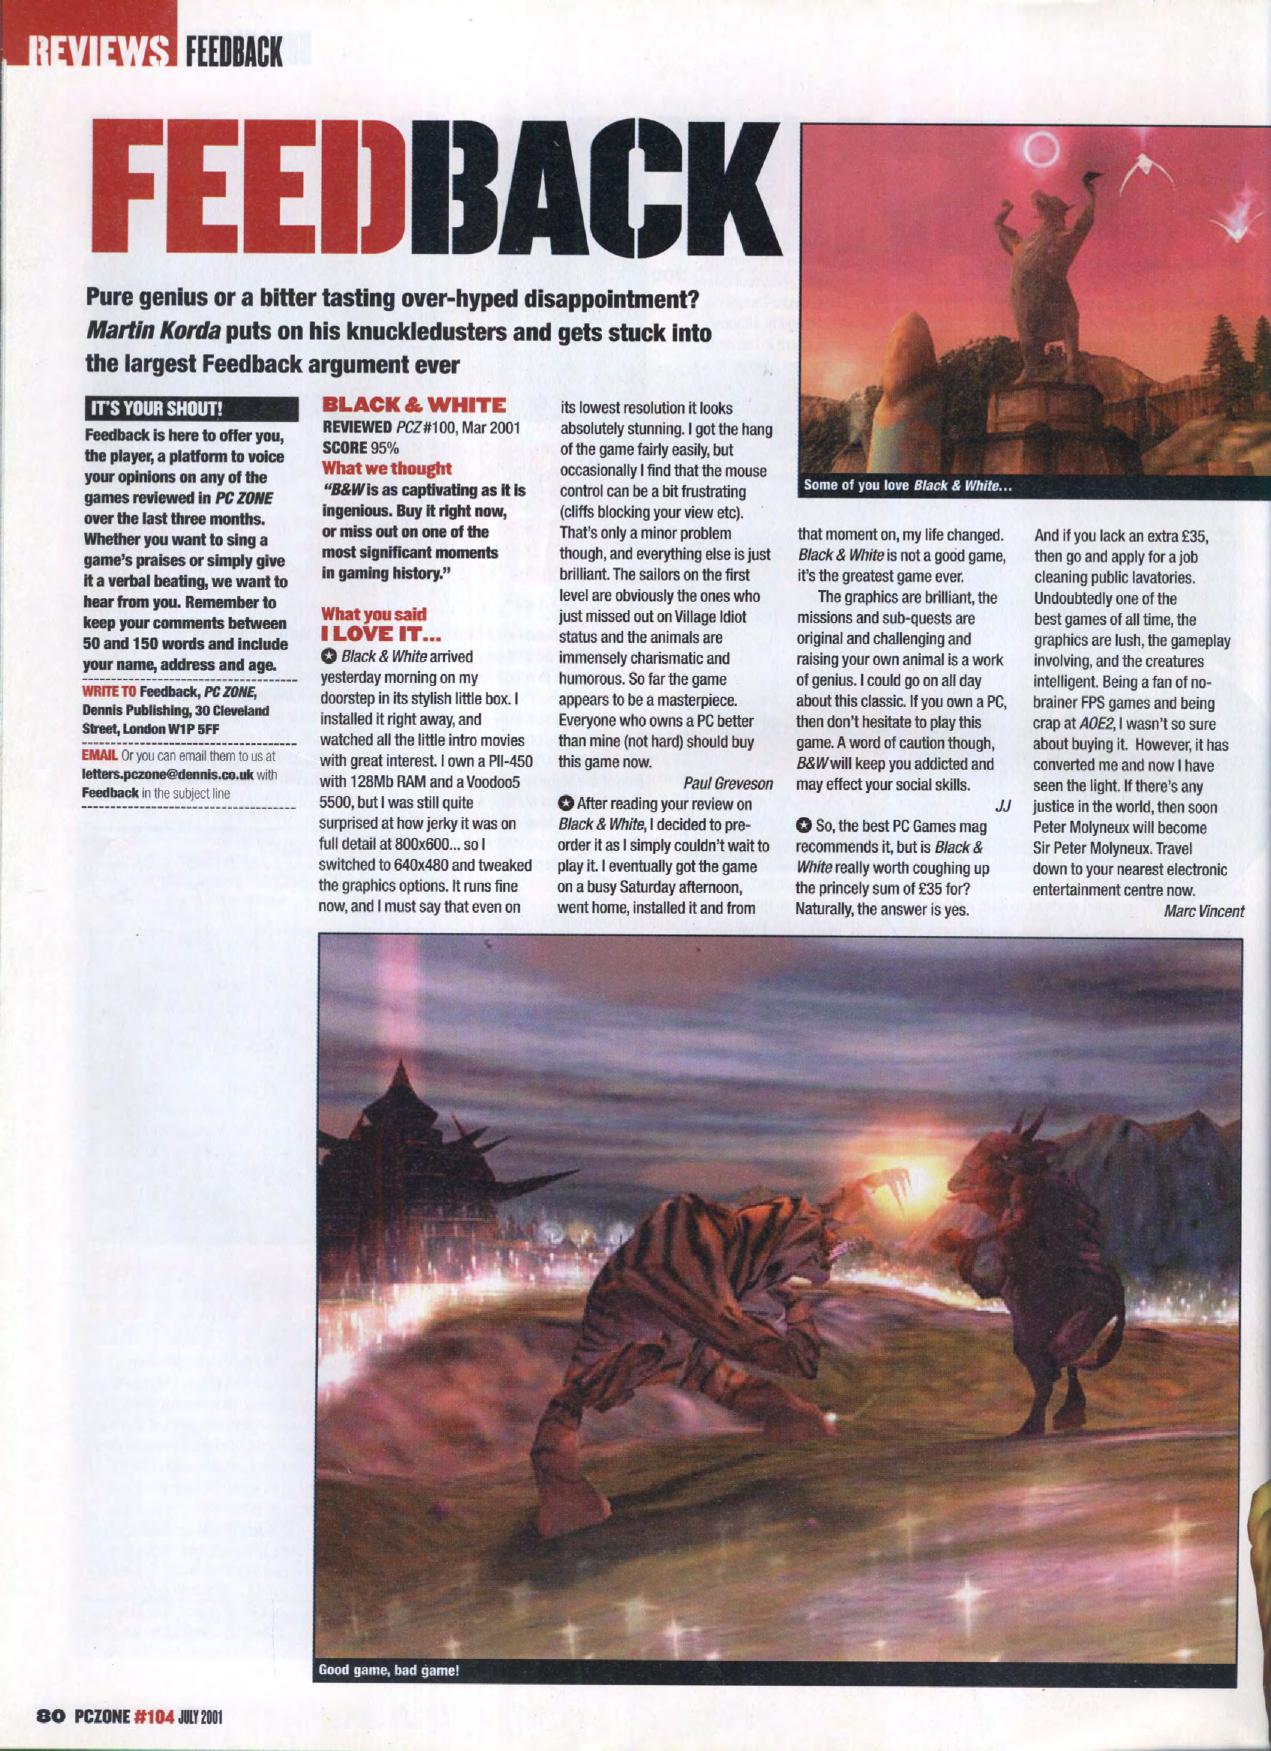 REVIEWS FEEDBACK
FEEDBACK
Pure genius or a bitter tasting over-hyped disappointment?
Martin Korda puts on his knuckledusters and gets stuck into
the largest Feedback argument ever
IT'S YOUR SHOUT!
Feedback is here to offer you,
the player, a platform to voice
your opinions on any of the
games reviewed in PC ZONE
over the last three months.
Whether you want to sing a
game's praises or simply give
it a verbal beating, we want to
hear from you. Remember to
keep your comments between
50 and 150 words and include
your name, address and age.
WRITE TO Feedback, PC ZONE,
Dennis Publishing, 30 Cleveland
Street, London W1P 5FF
EMAIL Or you can email them to us at
letters.pczone@dennis.co.uk with
Feedback in the subject line
BLACK & WHITE
REVIEWED PCZ #100, Mar 2001
SCORE 95%
What we thought
"B&W is as captivating as it is
ingenious. Buy it right now,
or miss out on one of the
most significant moments
in gaming history."
What you said
I LOVE IT...
Black & White arrived
yesterday morning on my
doorstep in its stylish little box. I
installed it right away, and
watched all the little intro movies
with great interest. I own a PII-450
with 128Mb RAM and a Voodoo5
5500, but I was still quite
surprised at how jerky it was on
full detail at 800x600... so I
switched to 640x480 and tweaked
the graphics options. It runs fine
now, and I must say that even on
its lowest resolution it looks
absolutely stunning. I got the hang
of the game fairly easily, but
occasionally I find that the mouse
control can be a bit frustrating
(cliffs blocking your view etc).
That's only a minor problem
though, and everything else is just
brilliant. The sailors on the first
level are obviously the ones who
just missed out on Village Idiot
status and the animals are
immensely charismatic and
humorous. So far the game
appears to be a masterpiece.
Everyone who owns a PC better
than mine (not hard) should buy
this game now.
Paul Greveson
After reading your review on
Black & White, I decided to pre-
order it as I simply couldn't wait to
play it. I eventually got the game
on a busy Saturday afternoon,
went home, installed it and from
Some of you love Black & White...
that moment on, my life changed.
Black & White is not a good game,
it's the greatest game ever.
The graphics are brilliant, the
missions and sub-quests are
original and challenging and
raising your own animal is a work
of genius. I could go on all day
about this classic. If you own a PC,
then don't hesitate to play this
game. A word of caution though,
B&W will keep you addicted and
may effect your social skills.
JJ
So, the best PC Games mag
recommends it, but is Black &
White really worth coughing up
the princely sum of £35 for?
Naturally, the answer is yes.
And if you lack an extra £35,
then go and apply for a job
cleaning public lavatories.
Undoubtedly one of the
best games of all time, the
graphics are lush, the gameplay
involving, and the creatures
intelligent. Being a fan of no-
brainer FPS games and being
crap at AOE2, I wasn't so sure
about buying it. However, it has
converted me and now I have
seen the light. If there's any
justice in the world, then soon
Peter Molyneux will become
Sir Peter Molyneux. Travel
down to your nearest electronic
entertainment centre now.
Marc Vincent
Good game, bad game!
80 PCZONE #104 JULY 2001